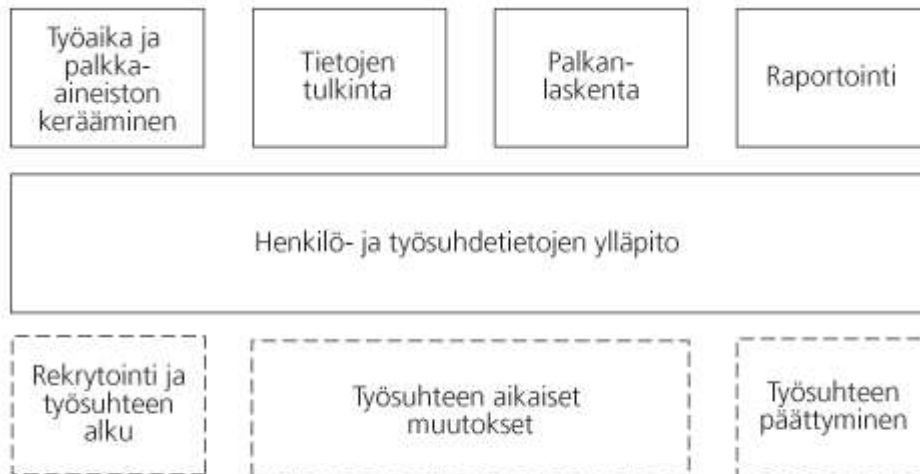 Työaika ja
palkka-
aineiston
kerääminen
Tietojen
tulkinta
Palkan-
laskenta
Raportointi
Henkilö- ja työsuhdetietojen ylläpito
Rekrytointi ja
työsuhteen
alku
Työsuhteen aikaiset
muutokset
Työsuhteen
päättyminen